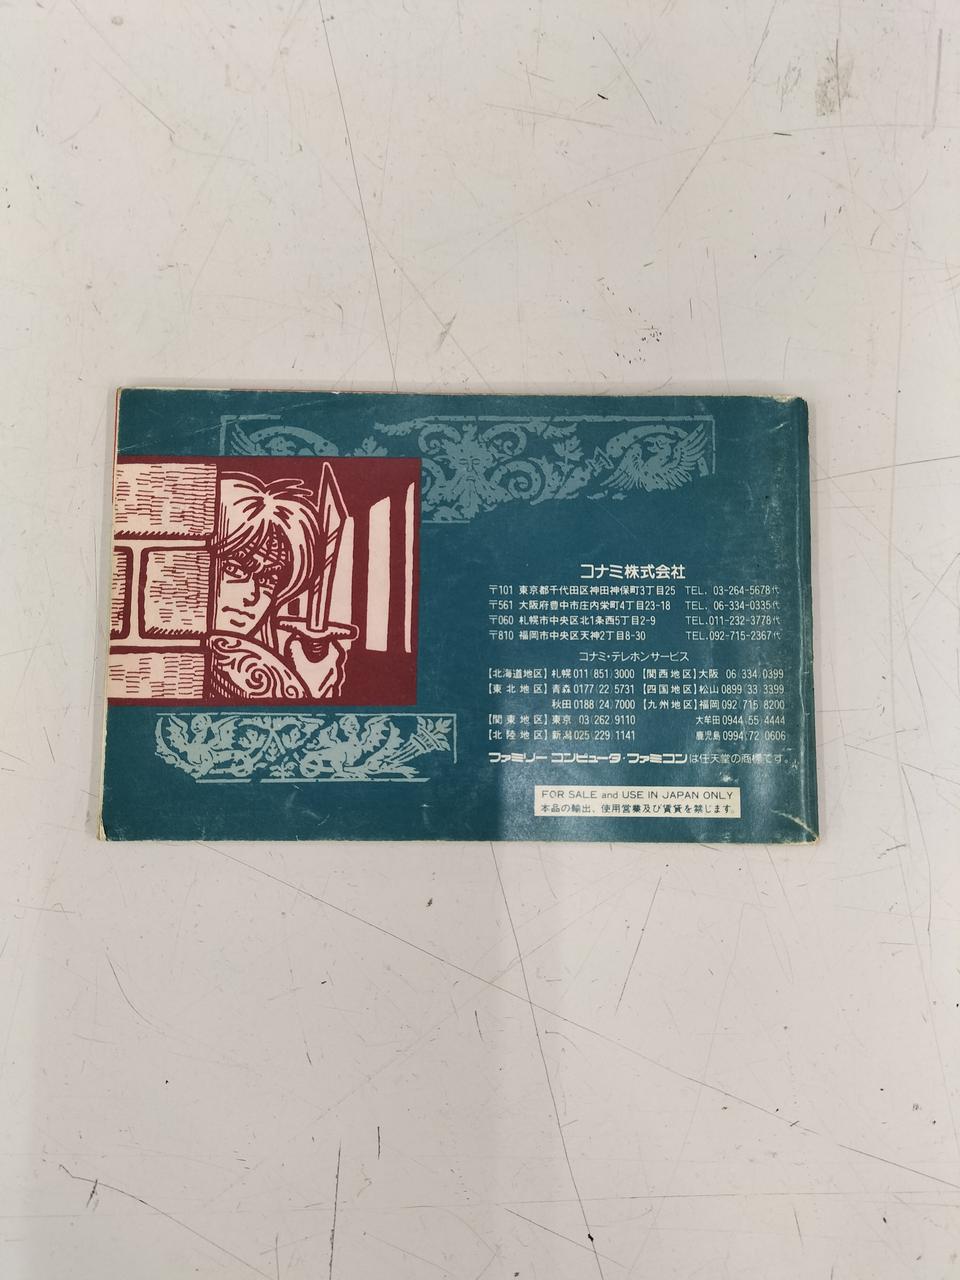 コナミ株式会社
〒101 東京都千代田区神田神保町3丁目25 TEL. 03-264-5678代
〒561 大阪府豊中市庄内栄町4丁目23-18 TEL. 06-334-0335代
〒060 札幌市中央区北1条西5丁目2-9 TEL.011-232-3778代
〒810 福岡市中央区天神2丁目8-30 TEL.092-715-2367代
コナミ・テレホンサービス
【北海道地区】札幌 011 851 3000 【関西地区】大阪 06 334 0399
【東北地区】青森 0177 22 5731 【四国地区】松山 0899 33 3399
秋田 0188 24 7000 【九州地区】福岡 092 715 8200
【関東地区】東京 03 262 9110 大牟田 0944 55 4444
【北陸地区】新潟 025 229 1141 鹿児島 0994 72 0606
ファミリーコンピュータ・ファミコンは任天堂の商標です。
FOR SALE and USE IN JAPAN ONLY
本品の輸出、使用営業及び賃貸を禁じます。